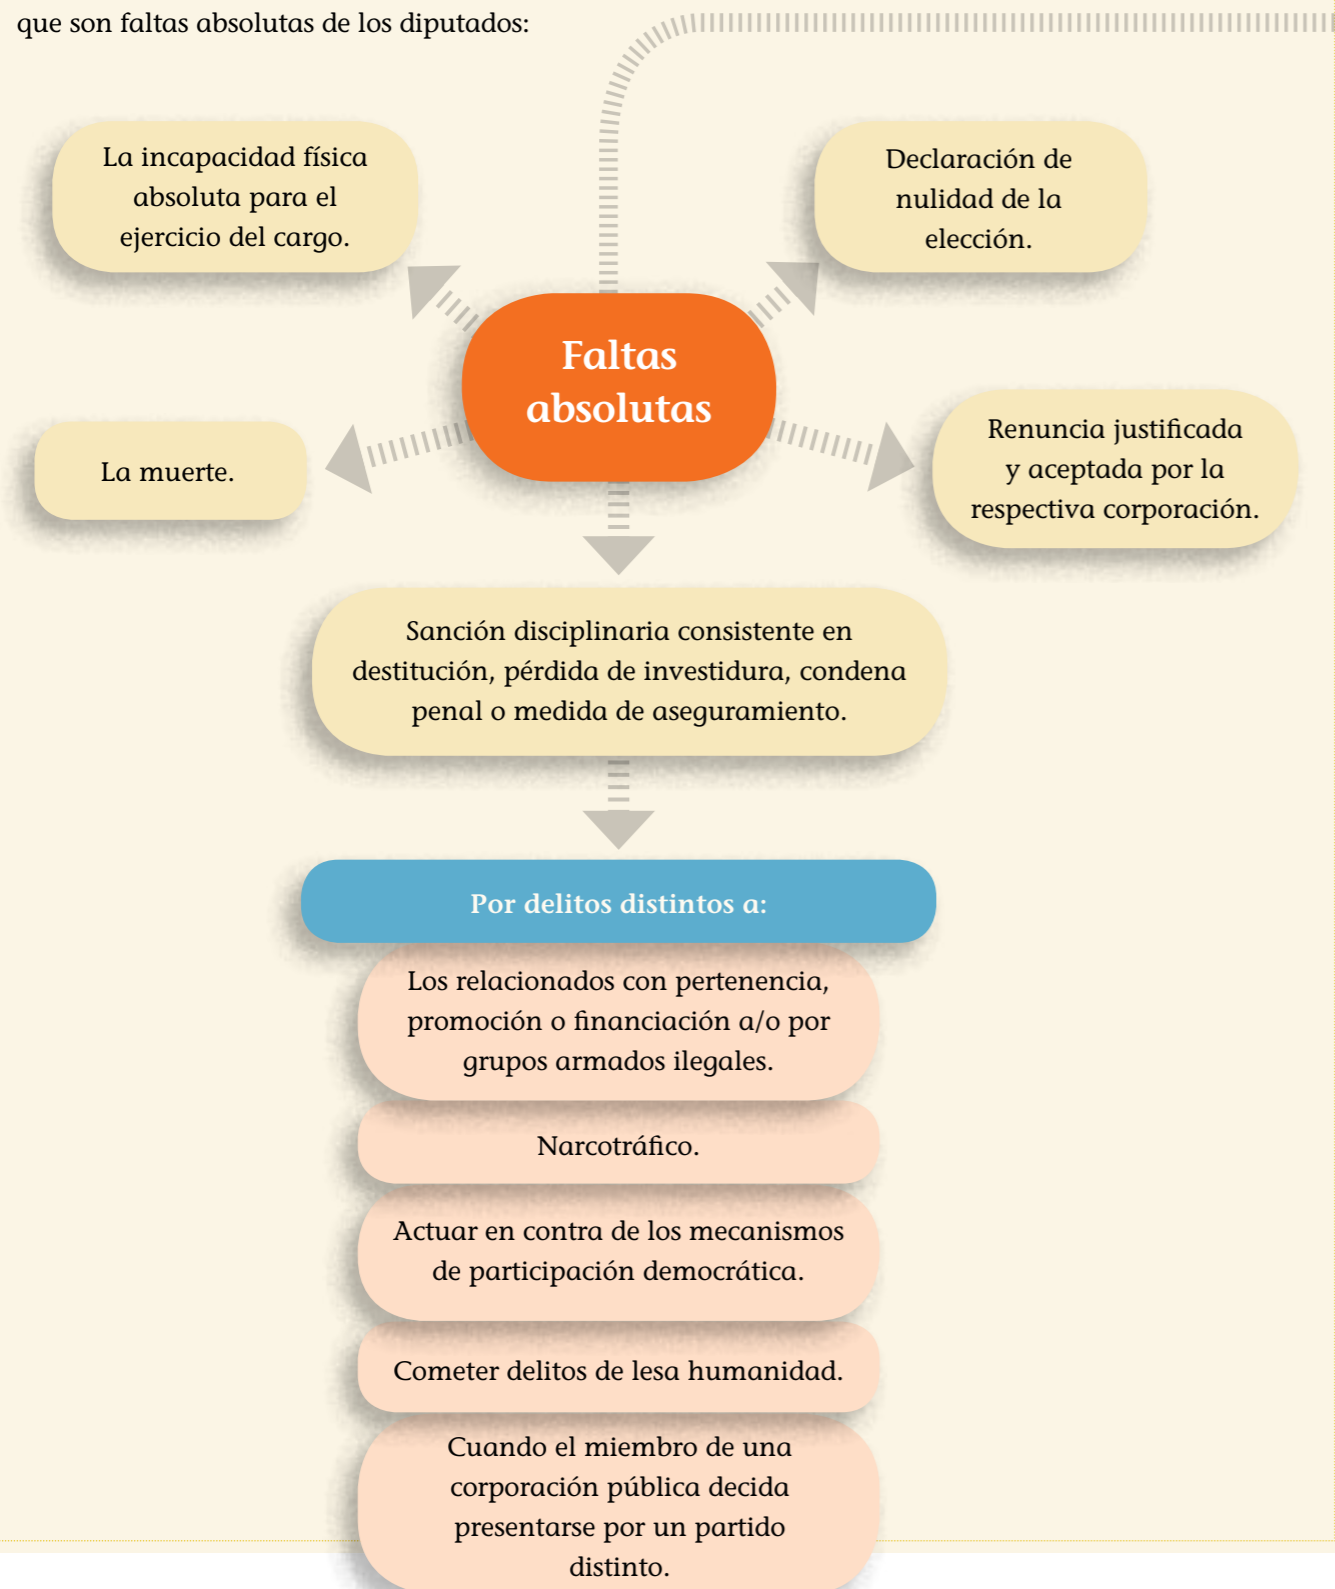 que son faltas absolutas de los diputados:
La incapacidad física
absoluta para el
ejercicio del cargo.
Declaración de
nulidad de la
elección.
Faltas
absolutas
La muerte.
Renuncia justificada
y aceptada por la
respectiva corporación.
Sanción disciplinaria consistente en
destitución, pérdida de investidura, condena
penal o medida de aseguramiento.
Por delitos distintos a:
Los relacionados con pertenencia,
promoción o financiación a/o por
grupos armados ilegales.
Narcotráfico.
Actuar en contra de los mecanismos
de participación democrática.
Cometer delitos de lesa humanidad.
Cuando el miembro de una
corporación pública decida
presentarse por un partido
distinto.